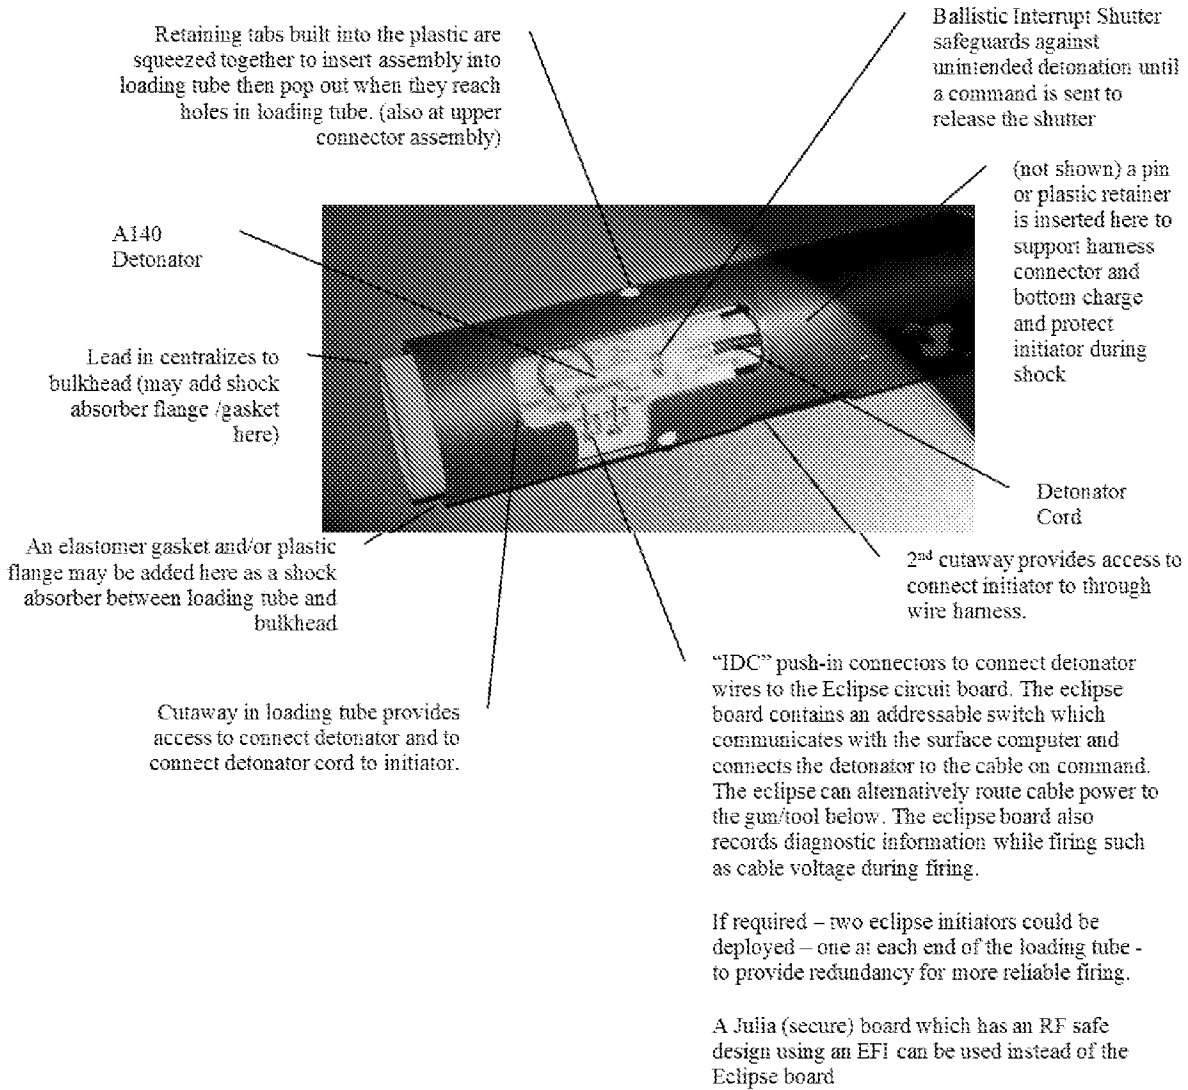 Retaining tabs built into the plastic are
squeezed together to insert assembly into
loading tube then pop out when they reach
holes in loading tube. (also at upper
connector assembly)
Ballistic Interrupt Shutter
safeguards against
unintended detonation until
a command is sent to
release the shutter
(not shown) a pin
or plastic retainer
is inserted here to
support harness
connector and
bottom charge
and protect
initiator during
shock
A140
Detonator
Lead in centralizes to
bulkhead (may add shock
absorber flange /gasket
here)
Detonator
Cord
An elastomer gasket and/or plastic
flange may be added here as a shock
absorber between loading tube and
bulkhead
2nd cutaway provides access to
connect initiator to through
wire harness.
Cutaway in loading tube provides
access to connect detonator and to
connect detonator cord to initiator.
“IDC” push-in connectors to connect detonator
wires to the Eclipse circuit board. The eclipse
board contains an addressable switch which
communicates with the surface computer and
connects the detonator to the cable on command.
The eclipse can alternatively route cable power to
the gun/tool below. The eclipse board also
records diagnostic information while firing such
as cable voltage during firing.
If required – two eclipse initiators could be
deployed – one at each end of the loading tube -
to provide redundancy for more reliable firing.
A Julia (secure) board which has an RF safe
design using an EFI can be used instead of the
Eclipse board